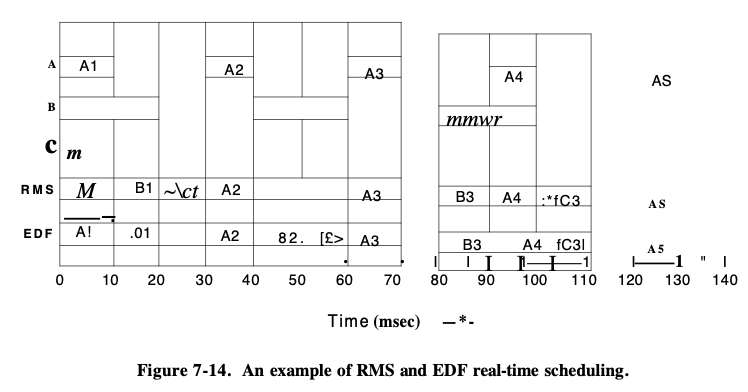 A A1 A2 A3 A4 AS
B mmwr
C m
RMS M B1 ~\ct A2 A3 B3 A4 :*fC3 AS
EDF A! .01 A2 82. [£> A3 B3 A4 fC3l A5
0 10 20 30 40 50 60 70 80 90 100 110 120 130 140
Time (msec) —*-
Figure 7-14. An example of RMS and EDF real-time scheduling.